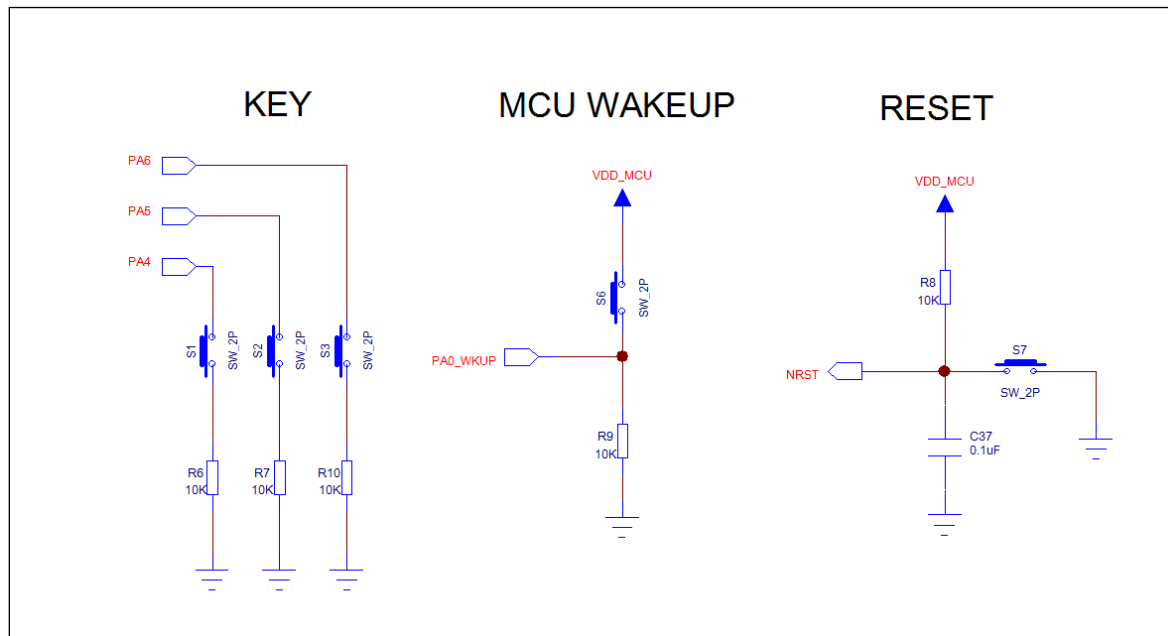 KEY
PA6
PA5
PA4
S1
SW_2P
S2
SW_2P
S3
SW_2P
R6
10K
R7
10K
R10
10K
MCU WAKEUP
VDD_MCU
S6
SW_2P
PA0_WKUP
R9
10K
RESET
VDD_MCU
R8
10K
S7
SW_2P
NRST
C37
0.1uF